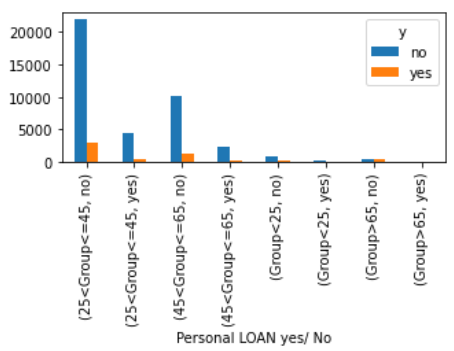 y
no
yes
20000
15000
10000
5000
0
(25<Group<=45, no)
(25<Group<=45, yes)
(45<Group<=65, no)
(45<Group<=65, yes)
(Group<25, no)
(Group<25, yes)
(Group>65, no)
(Group>65, yes)
Personal LOAN yes/ No